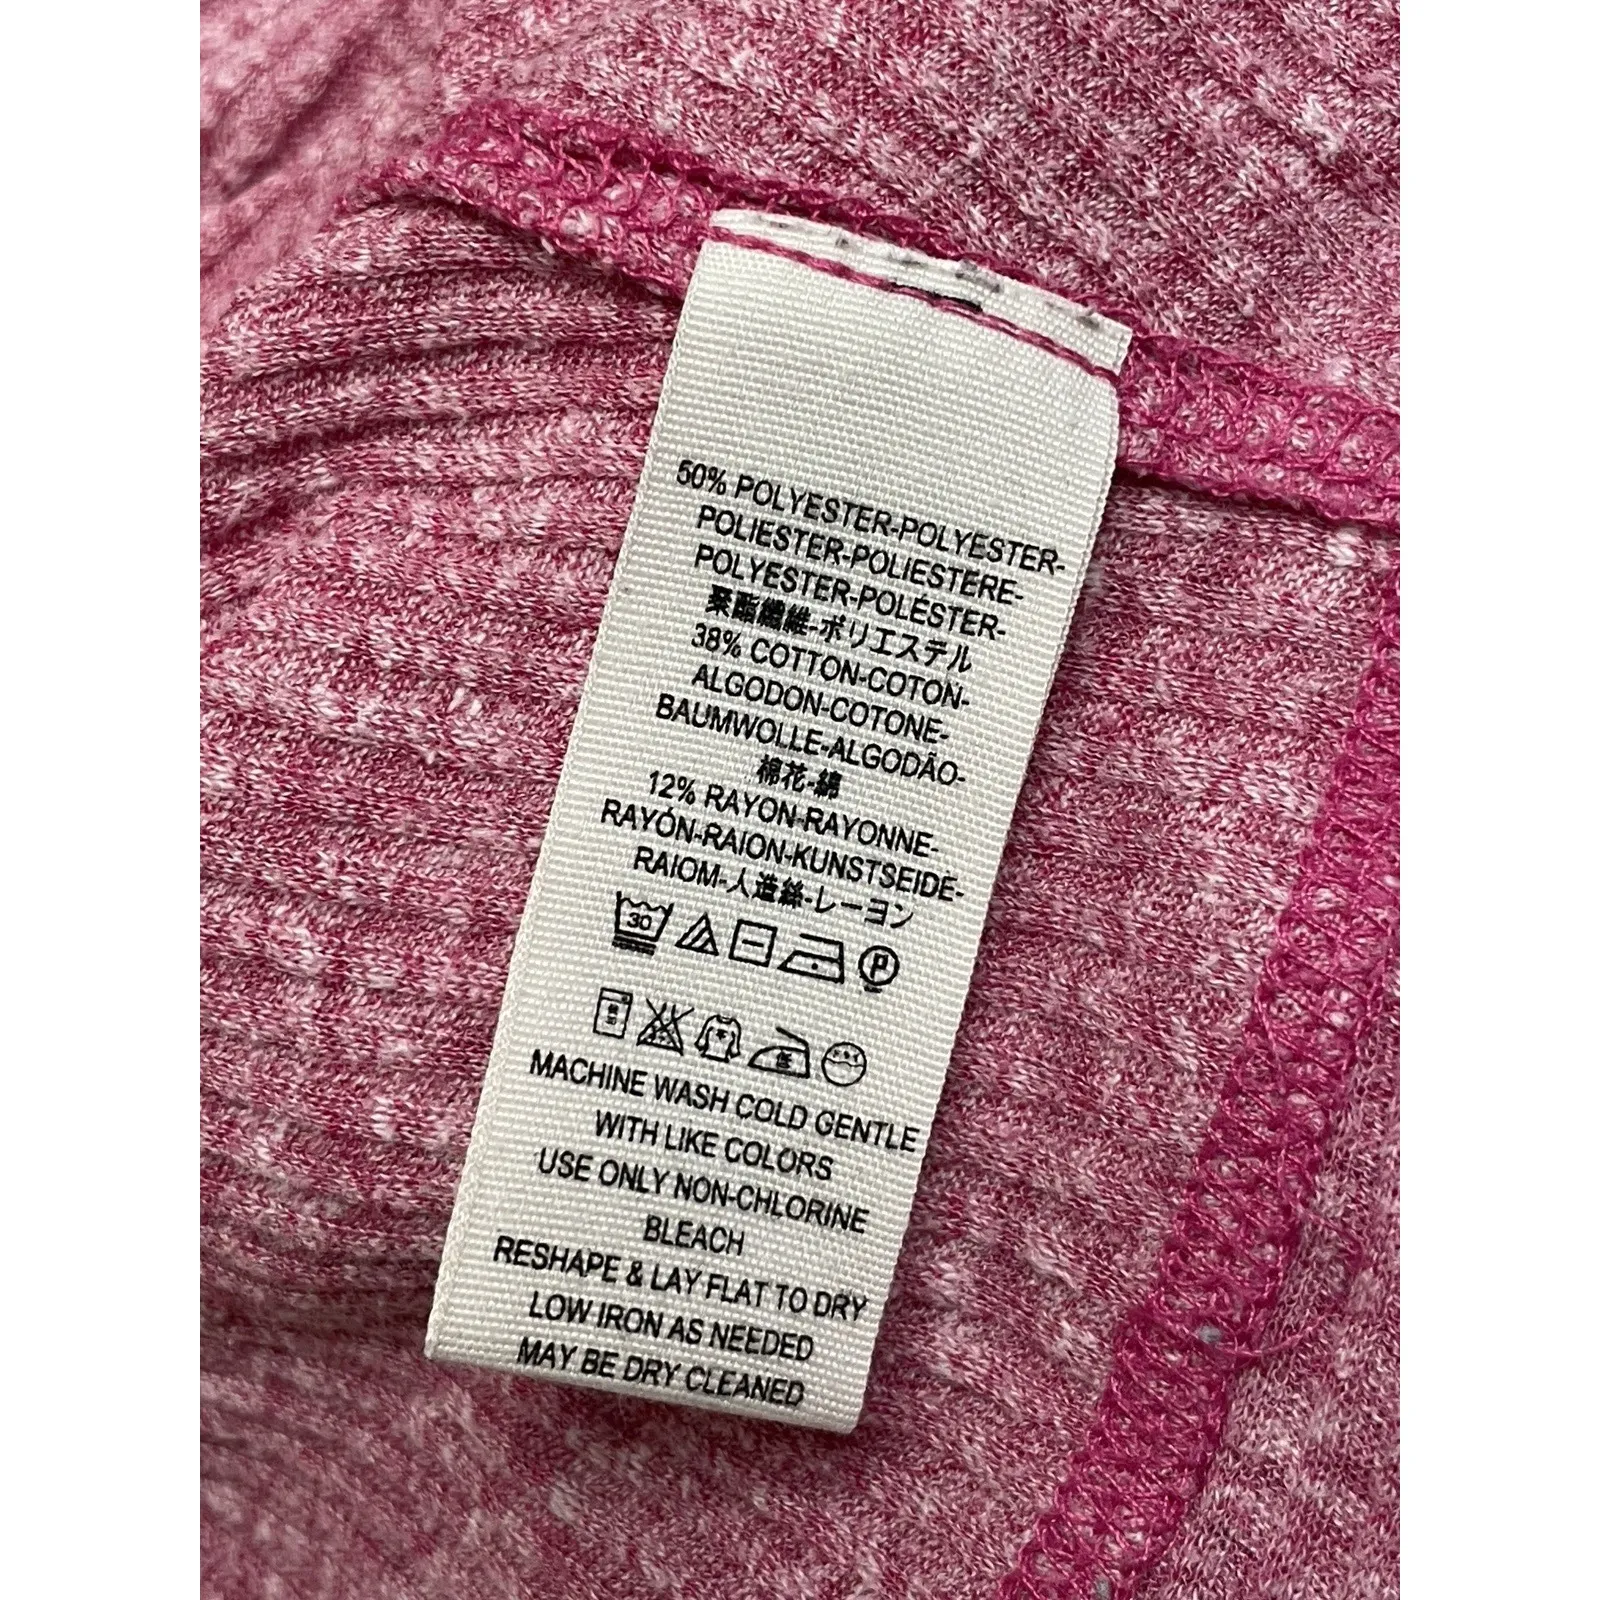 50% POLYESTER-POLYESTER-
POLIESTER-POLIESTERE-
POLYESTER-POLÉSTER-
聚酯纖維-ポリエステル
38% COTTON-COTON-
ALGODON-COTONE-
BAUMWOLLE-ALGODÃO-
棉花-綿
12% RAYON-RAYONNE-
RAYÓN-RAION-KUNSTSEIDE-
RAIOM-人造絲-レーヨン
30 P
低
MACHINE WASH COLD GENTLE
WITH LIKE COLORS
USE ONLY NON-CHLORINE
BLEACH
RESHAPE & LAY FLAT TO DRY
LOW IRON AS NEEDED
MAY BE DRY CLEANED